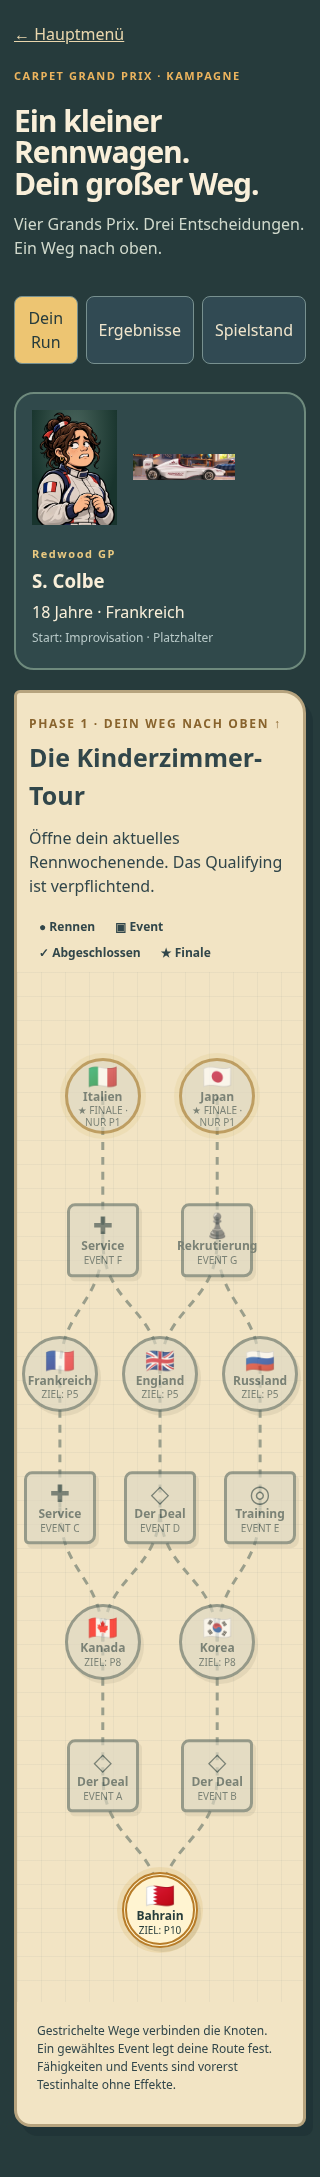 ← Hauptmenü
CARPET GRAND PRIX · KAMPAGNE
Ein kleiner
Rennwagen.
Dein großer Weg.
Vier Grands Prix. Drei Entscheidungen.
Ein Weg nach oben.
Dein
Run
Ergebnisse
Spielstand
Redwood GP
S. Colbe
18 Jahre · Frankreich
Start: Improvisation · Platzhalter
PHASE 1 · DEIN WEG NACH OBEN ↑
Die Kinderzimmer-
Tour
Öffne dein aktuelles
Rennwochenende. Das Qualifying
ist verpflichtend.
● Rennen ▣ Event
✓ Abgeschlossen ★ Finale
Italien
★ FINALE ·
NUR P1
Japan
★ FINALE ·
NUR P1
Service
EVENT F
Rekrutierung
EVENT G
Frankreich
ZIEL: P5
England
ZIEL: P5
Russland
ZIEL: P5
Service
EVENT C
Der Deal
EVENT D
Training
EVENT E
Kanada
ZIEL: P8
Korea
ZIEL: P8
Der Deal
EVENT A
Der Deal
EVENT B
Bahrain
ZIEL: P10
Gestrichelte Wege verbinden die Knoten.
Ein gewähltes Event legt deine Route fest.
Fähigkeiten und Events sind vorerst
Testinhalte ohne Effekte.